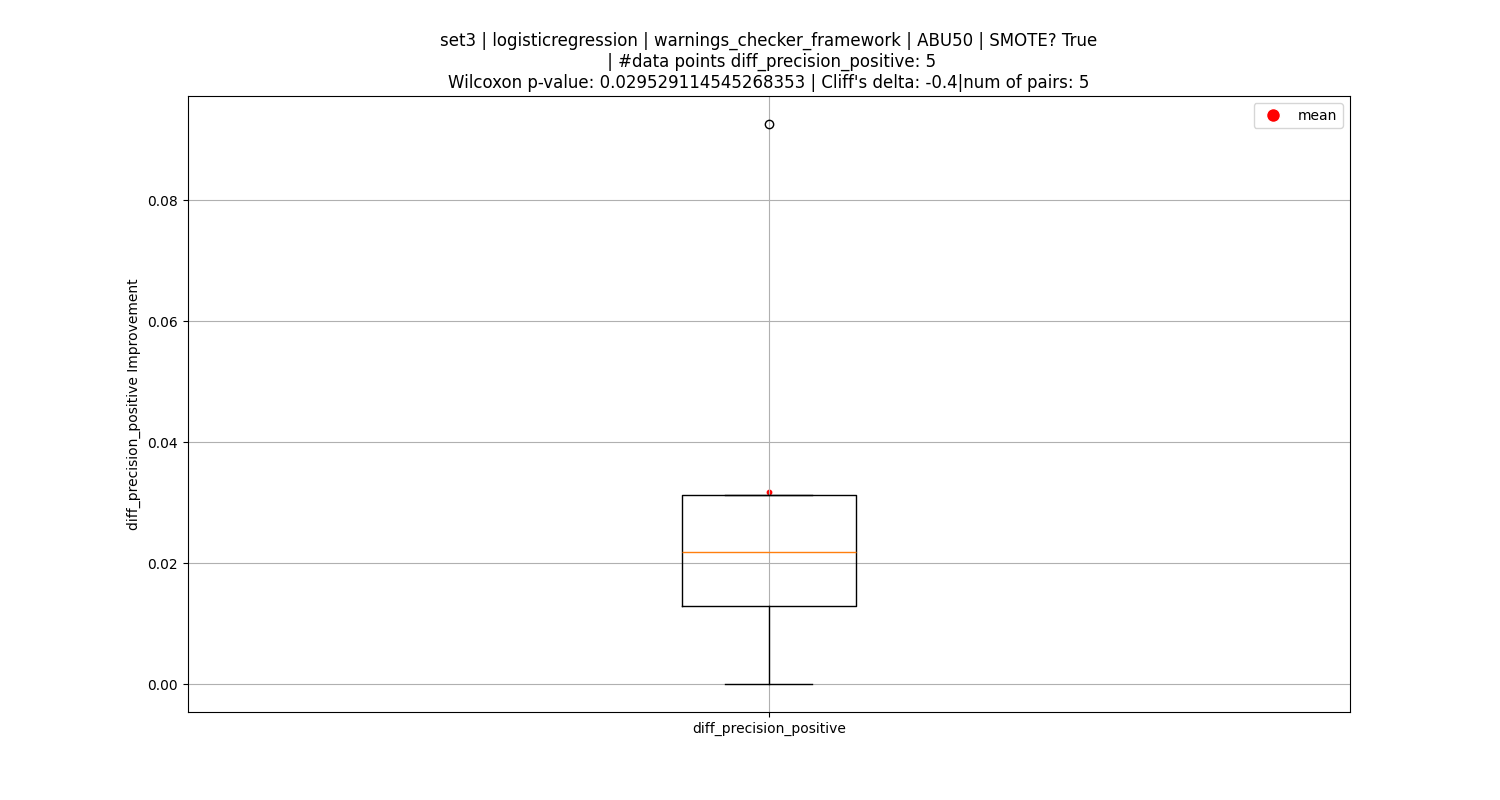 set3 | logisticregression | warnings_checker_framework | ABU50 | SMOTE? True
| #data points diff_precision_positive: 5
Wilcoxon p-value: 0.029529114545268353 | Cliff's delta: -0.4|num of pairs: 5
mean
0.08
0.06
0.04
0.02
0.00
diff_precision_positive Improvement
diff_precision_positive